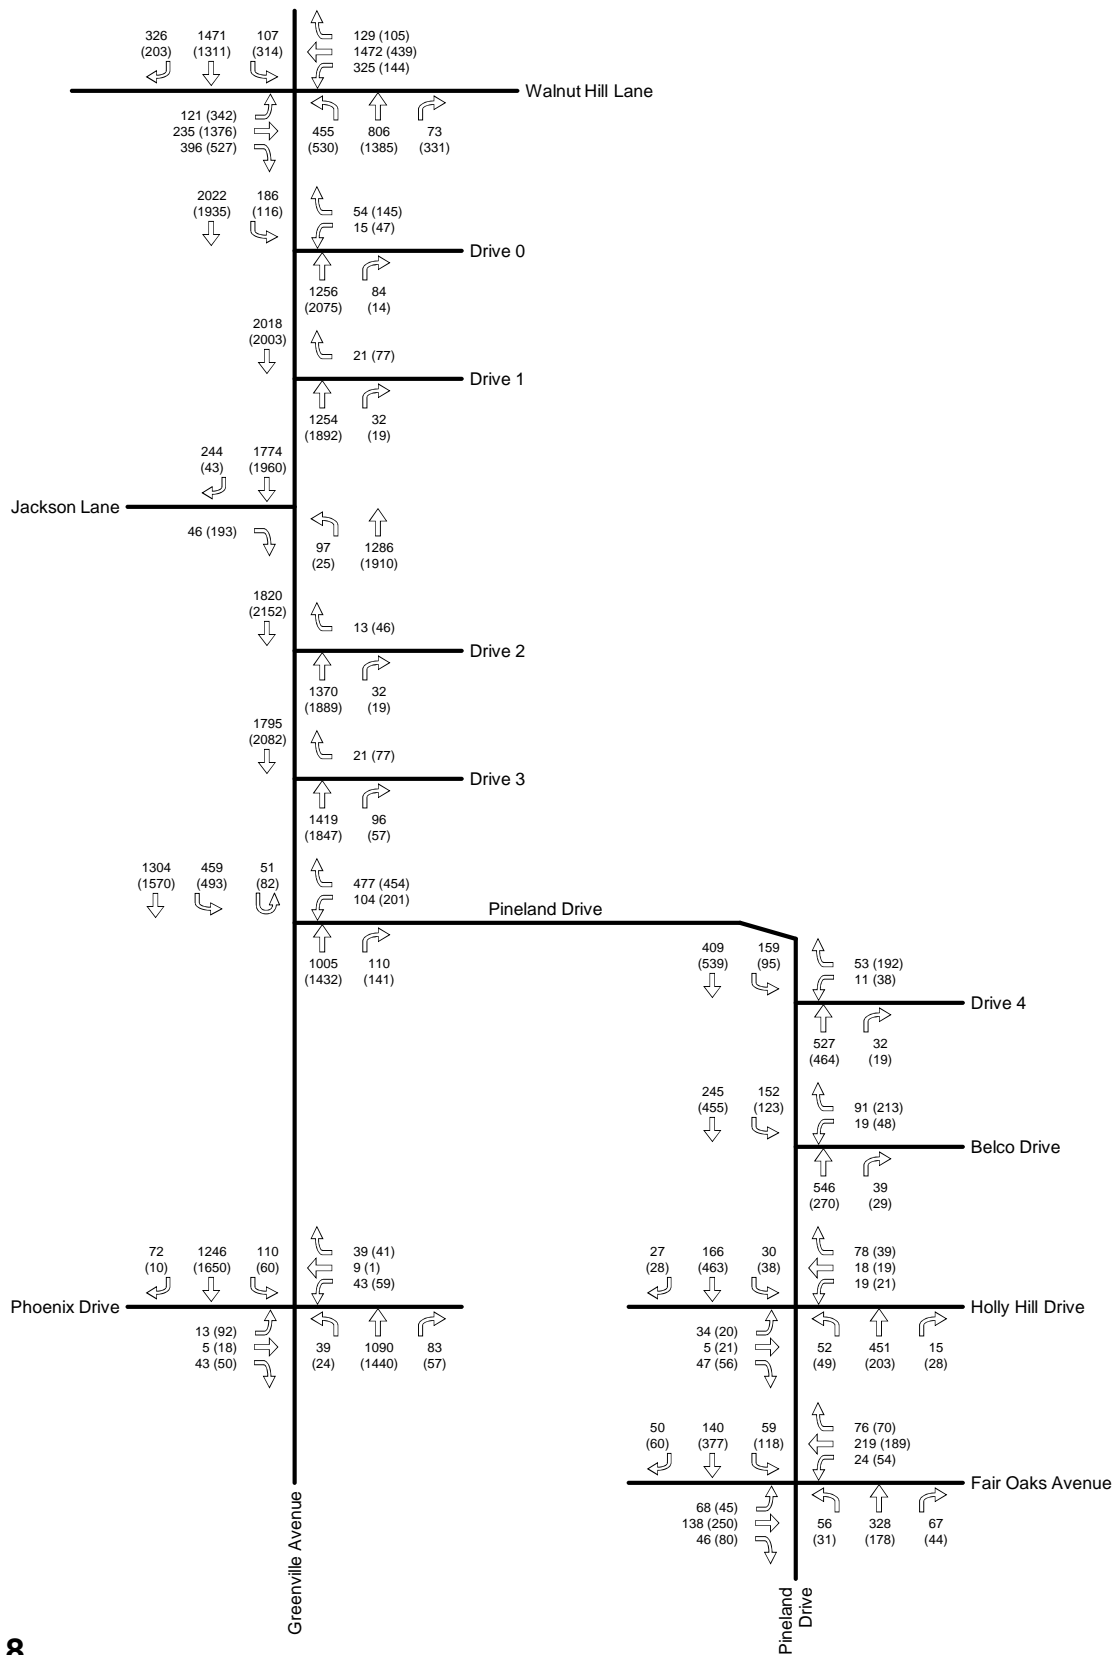 326 1471 107
(203) (1311) (314)
129 (105)
1472 (439)
325 (144)
Walnut Hill Lane
121 (342)
235 (1376)
396 (527)
455 806 73
(530) (1385) (331)
2022 186
(1935) (116)
54 (145)
15 (47)
Drive 0
1256 84
(2075) (14)
2018
(2003)
21 (77)
Drive 1
1254 32
(1892) (19)
244 1774
(43) (1960)
Jackson Lane
46 (193)
97 1286
(25) (1910)
1820
(2152)
13 (46)
Drive 2
1370 32
(1889) (19)
1795
(2082)
21 (77)
Drive 3
1419 96
(1847) (57)
1304 459 51
(1570) (493) (82)
477 (454)
104 (201)
Pineland Drive
1005 110
(1432) (141)
409 159
(539) (95)
53 (192)
11 (38)
Drive 4
527 32
(464) (19)
245 152
(455) (123)
91 (213)
19 (48)
Belco Drive
546 39
(270) (29)
72 1246 110
(10) (1650) (60)
39 (41)
9 (1)
43 (59)
Phoenix Drive
13 (92)
5 (18)
43 (50)
39 1090 83
(24) (1440) (57)
27 166 30
(28) (463) (38)
78 (39)
18 (19)
19 (21)
Holly Hill Drive
34 (20)
5 (21)
47 (56)
52 451 15
(49) (203) (28)
50 140 59
(60) (377) (118)
76 (70)
219 (189)
24 (54)
Fair Oaks Avenue
68 (45)
138 (250)
46 (80)
56 328 67
(31) (178) (44)
Greenville Avenue
Pineland
Drive
8